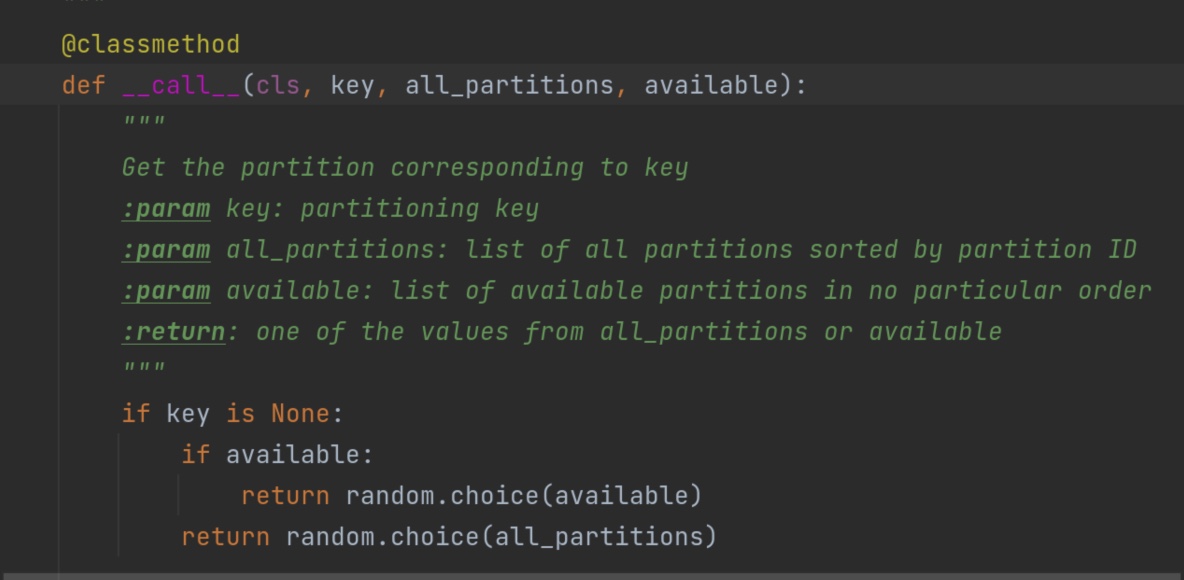 @classmethod
def __call__(cls, key, all_partitions, available):
"""
Get the partition corresponding to key
:param key: partitioning key
:param all_partitions: list of all partitions sorted by partition ID
:param available: list of available partitions in no particular order
:return: one of the values from all_partitions or available
"""
if key is None:
if available:
return random.choice(available)
return random.choice(all_partitions)